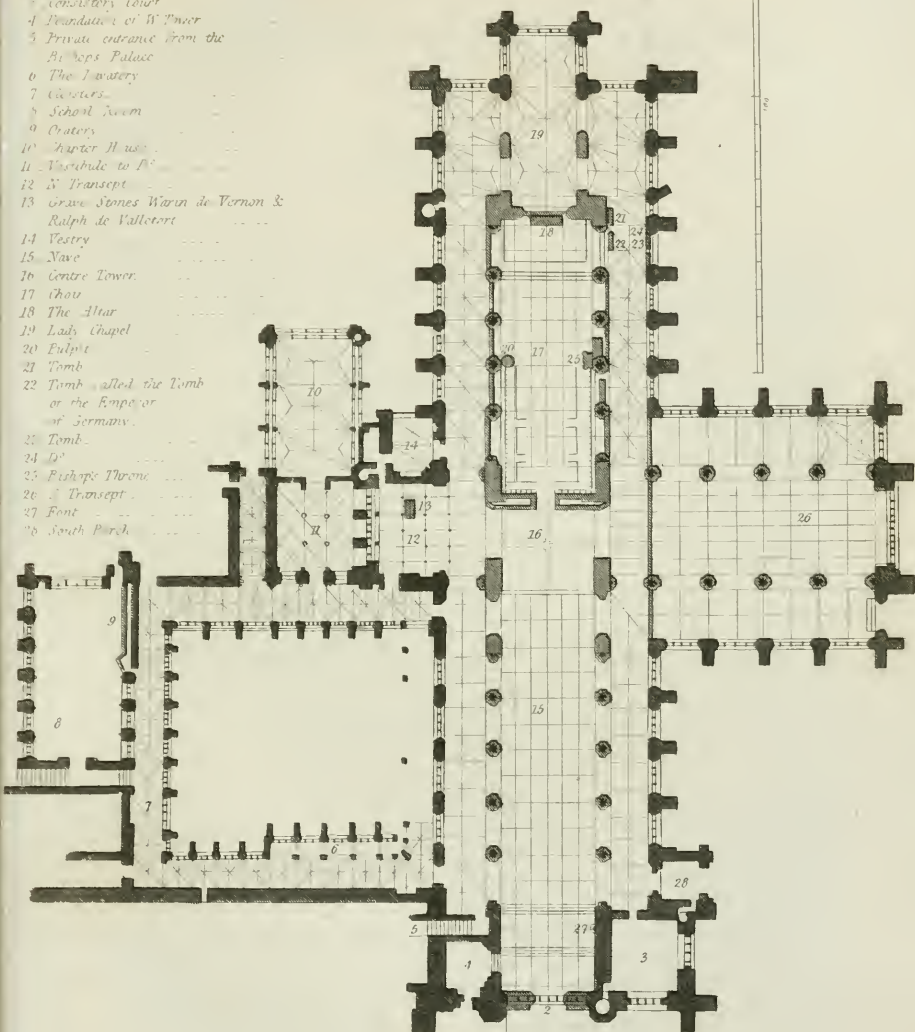 3 Consistory Court
4 Foundation of W Tower
5 Private entrance from the
Bishops Palace
6 The Lavatory
7 Cloisters
8 School Room
9 Oratory
10 Chapter House
11 Vestibule to Do
12 N Transept
13 Grave Stones Warin de Vernon &
Ralph de Valletort
14 Vestry
15 Nave
16 Centre Tower
17 Choir
18 The Altar
19 Lady Chapel
20 Pulpit
21 Tomb
22 Tomb called the Tomb
of the Emperor
of Germany
23 Tomb
24 Do
25 Bishop's Throne
26 S Transept
27 Font
28 South Porch
19
18
21
24
22 23
20
17
25
10
14
13
11
12
16
26
9
15
8
7
6
28
5
27
4
3
2